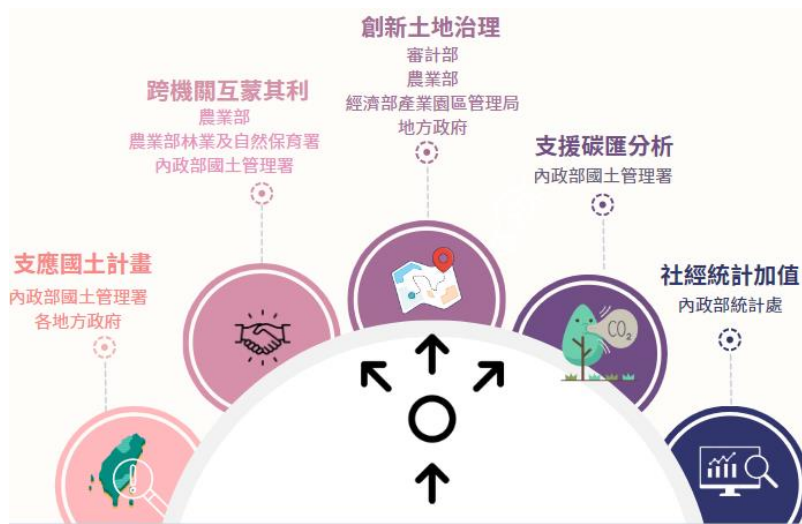 支應國土計畫
內政部國土管理署
各地方政府
跨機關互蒙其利
農業部
農業部林業及自然保育署
內政部國土管理署
創新土地治理
審計部
農業部
經濟部產業園區管理局
地方政府
支援碳匯分析
內政部國土管理署
CO₂
社經統計加值
內政部統計處